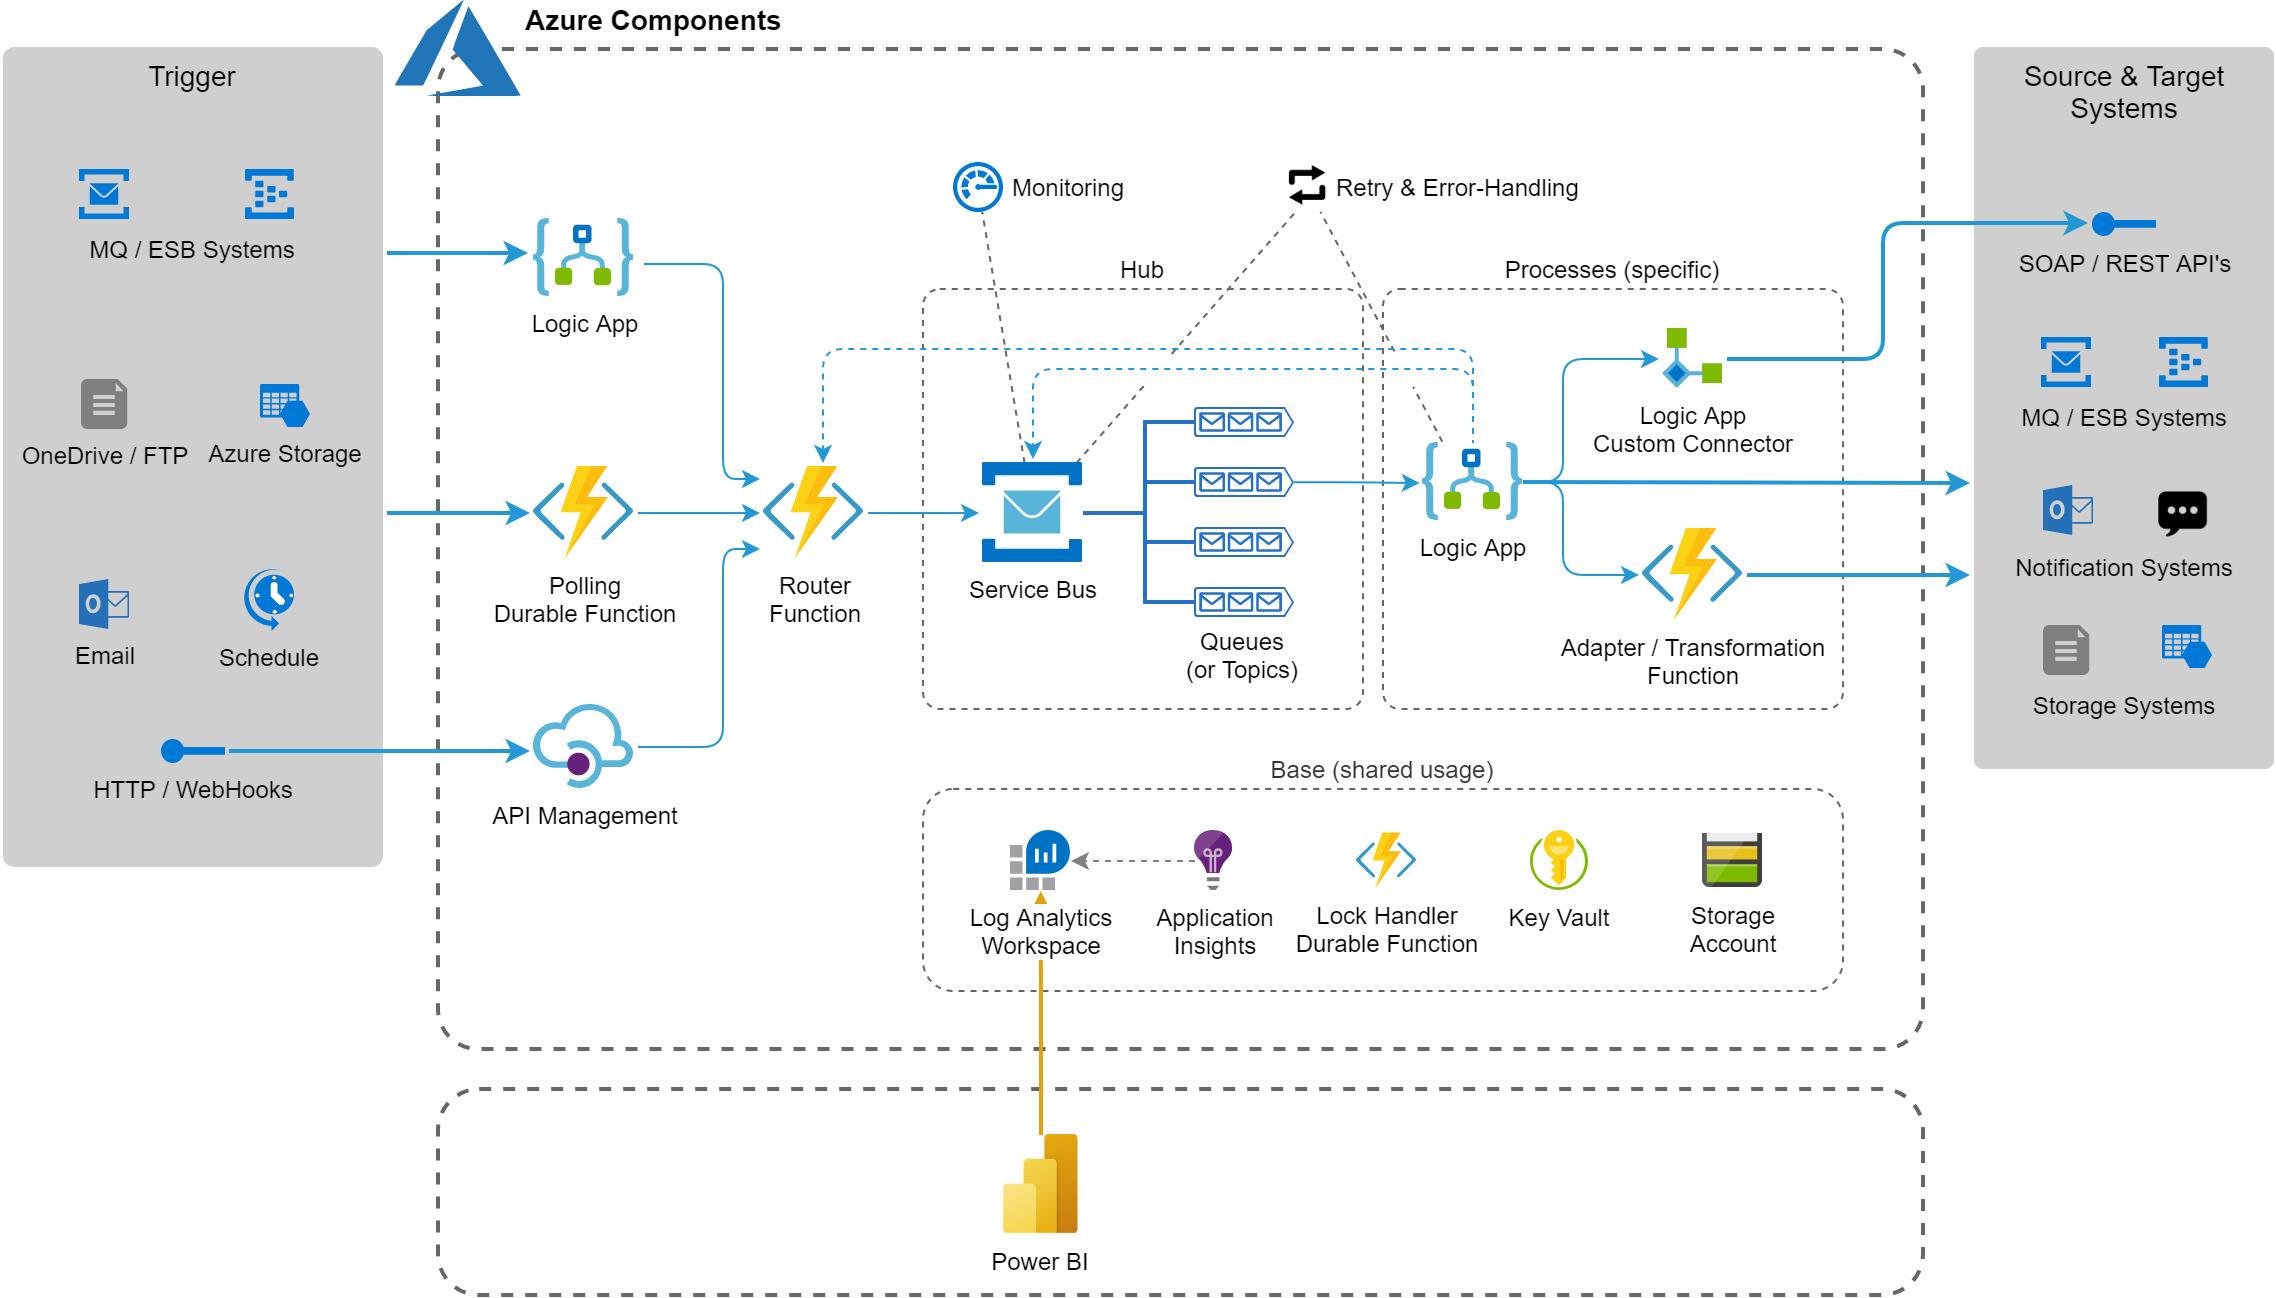 Azure Components
Trigger
MQ / ESB Systems
OneDrive / FTP
Azure Storage
Email
Schedule
HTTP / WebHooks
Logic App
Polling
Durable Function
API Management
Router
Function
Monitoring
Retry & Error-Handling
Hub
Service Bus
Queues
(or Topics)
Processes (specific)
Logic App
Logic App
Custom Connector
Adapter / Transformation
Function
Base (shared usage)
Log Analytics
Workspace
Application
Insights
Lock Handler
Durable Function
Key Vault
Storage
Account
Source & Target
Systems
SOAP / REST API's
MQ / ESB Systems
Notification Systems
Storage Systems
Power BI